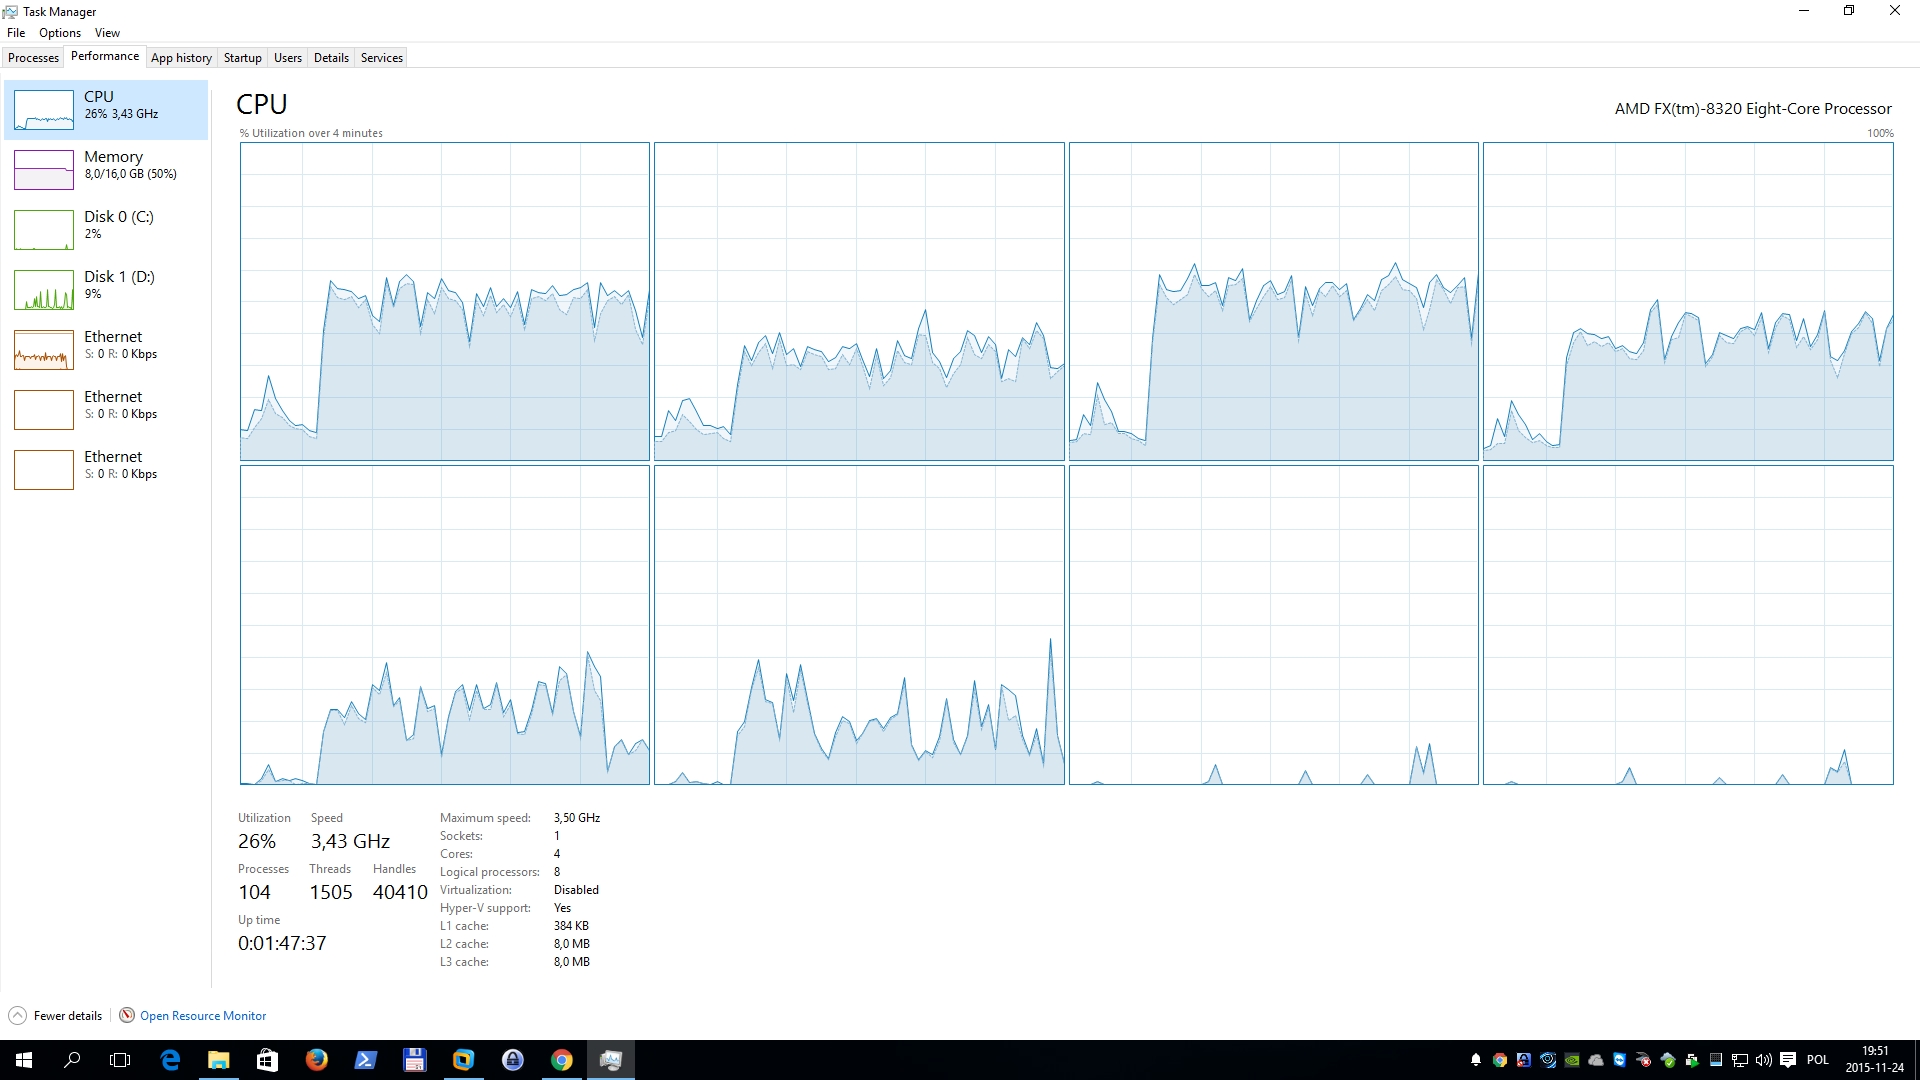 Task Manager
File Options View
Processes Performance App history Startup Users Details Services
CPU
26% 3,43 GHz
Memory
8,0/16,0 GB (50%)
Disk 0 (C:)
2%
Disk 1 (D:)
9%
Ethernet
S: 0 R: 0 Kbps
Ethernet
S: 0 R: 0 Kbps
Ethernet
S: 0 R: 0 Kbps
CPU
AMD FX(tm)-8320 Eight-Core Processor
% Utilization over 4 minutes
100%
Utilization Speed
26% 3,43 GHz
Processes Threads Handles
104 1505 40410
Up time
0:01:47:37
Maximum speed: 3,50 GHz
Sockets: 1
Cores: 4
Logical processors: 8
Virtualization: Disabled
Hyper-V support: Yes
L1 cache: 384 KB
L2 cache: 8,0 MB
L3 cache: 8,0 MB
Fewer details
Open Resource Monitor
POL
19:51
2015-11-24